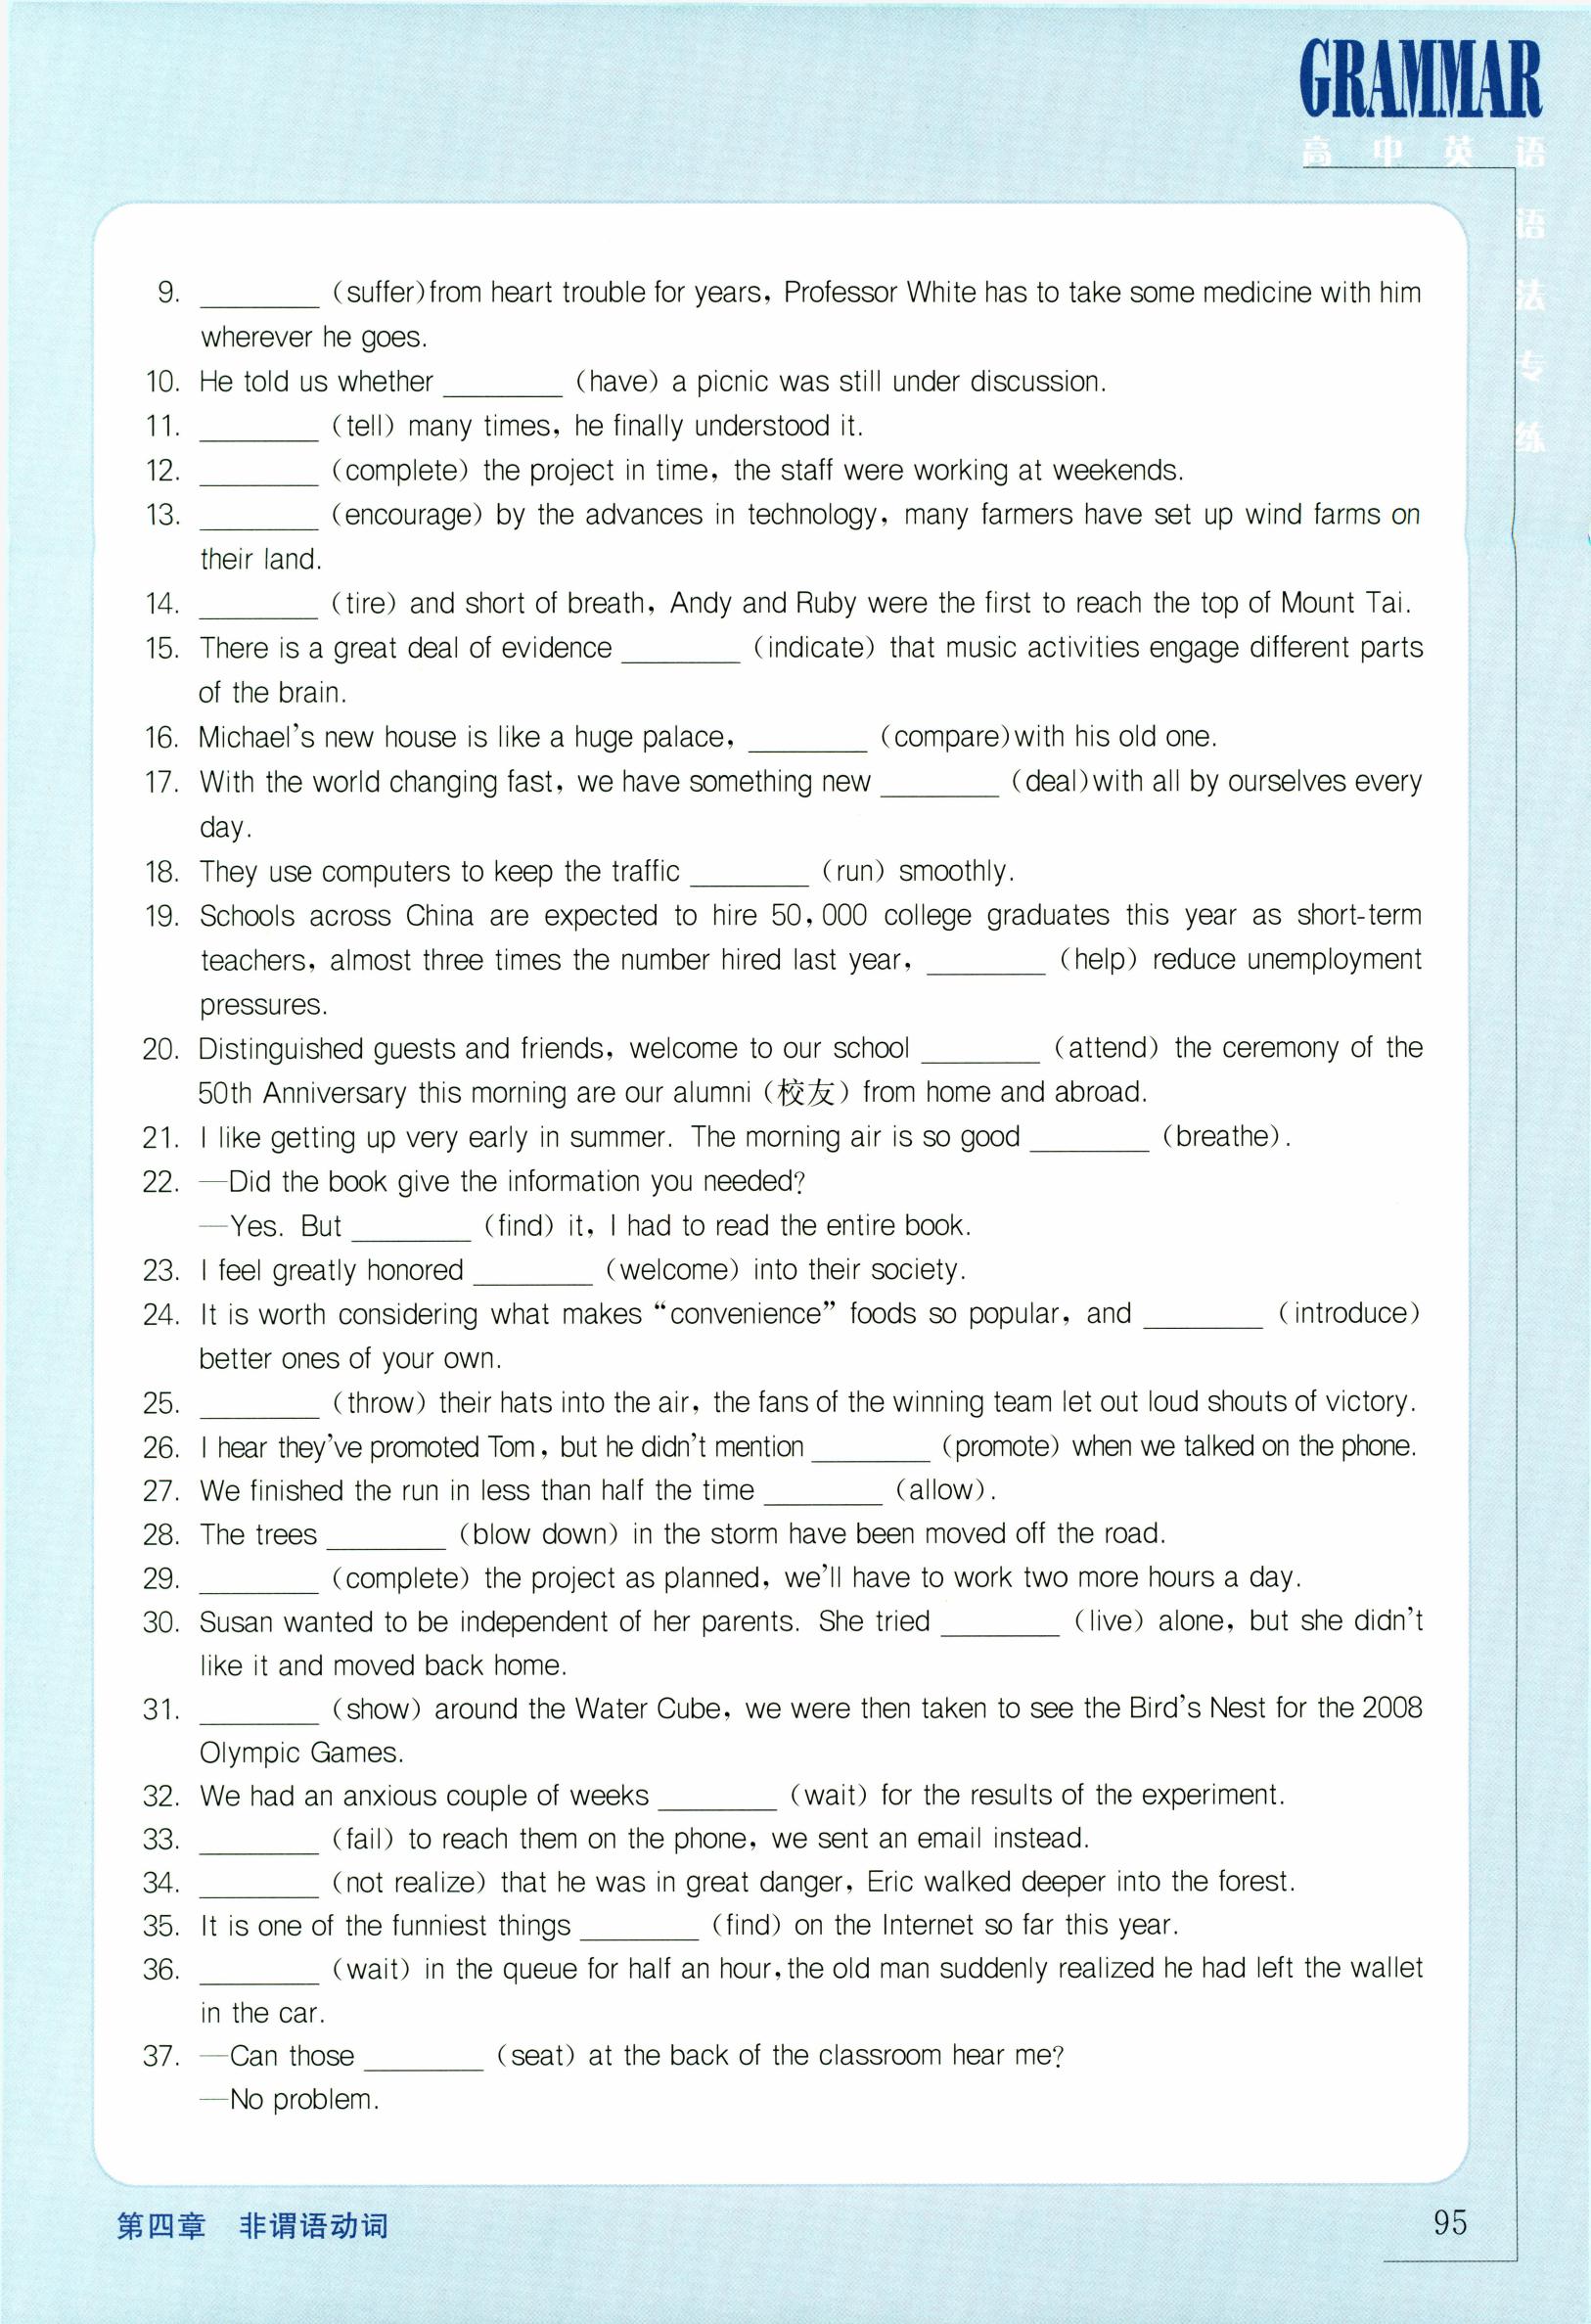 GRAMMAR
高中英语
语
法
专
练
9. ________ (suffer)from heart trouble for years, Professor White has to take some medicine with him
wherever he goes.
10. He told us whether ________ (have) a picnic was still under discussion.
11. ________ (tell) many times, he finally understood it.
12. ________ (complete) the project in time, the staff were working at weekends.
13. ________ (encourage) by the advances in technology, many farmers have set up wind farms on
their land.
14. ________ (tire) and short of breath, Andy and Ruby were the first to reach the top of Mount Tai.
15. There is a great deal of evidence ________ (indicate) that music activities engage different parts
of the brain.
16. Michael's new house is like a huge palace, ________ (compare)with his old one.
17. With the world changing fast, we have something new ________ (deal)with all by ourselves every
day.
18. They use computers to keep the traffic ________ (run) smoothly.
19. Schools across China are expected to hire 50,000 college graduates this year as short-term
teachers, almost three times the number hired last year, ________ (help) reduce unemployment
pressures.
20. Distinguished guests and friends, welcome to our school ________ (attend) the ceremony of the
50th Anniversary this morning are our alumni (校友) from home and abroad.
21. I like getting up very early in summer. The morning air is so good ________ (breathe).
22. —Did the book give the information you needed?
—Yes. But ________ (find) it, I had to read the entire book.
23. I feel greatly honored ________ (welcome) into their society.
24. It is worth considering what makes “convenience” foods so popular, and ________ (introduce)
better ones of your own.
25. ________ (throw) their hats into the air, the fans of the winning team let out loud shouts of victory.
26. I hear they've promoted Tom, but he didn't mention ________ (promote) when we talked on the phone.
27. We finished the run in less than half the time ________ (allow).
28. The trees ________ (blow down) in the storm have been moved off the road.
29. ________ (complete) the project as planned, we'll have to work two more hours a day.
30. Susan wanted to be independent of her parents. She tried ________ (live) alone, but she didn't
like it and moved back home.
31. ________ (show) around the Water Cube, we were then taken to see the Bird's Nest for the 2008
Olympic Games.
32. We had an anxious couple of weeks ________ (wait) for the results of the experiment.
33. ________ (fail) to reach them on the phone, we sent an email instead.
34. ________ (not realize) that he was in great danger, Eric walked deeper into the forest.
35. It is one of the funniest things ________ (find) on the Internet so far this year.
36. ________ (wait) in the queue for half an hour, the old man suddenly realized he had left the wallet
in the car.
37. —Can those ________ (seat) at the back of the classroom hear me?
—No problem.
第四章 非谓语动词
95